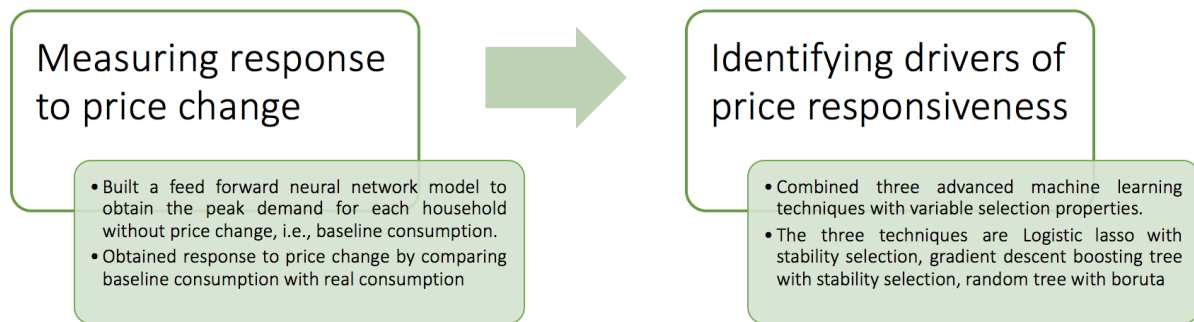 Measuring response
to price change
• Built a feed forward neural network model to
obtain the peak demand for each household
without price change, i.e., baseline consumption.
• Obtained response to price change by comparing
baseline consumption with real consumption
Identifying drivers of
price responsiveness
• Combined three advanced machine learning
techniques with variable selection properties.
• The three techniques are Logistic lasso with
stability selection, gradient descent boosting tree
with stability selection, random tree with boruta